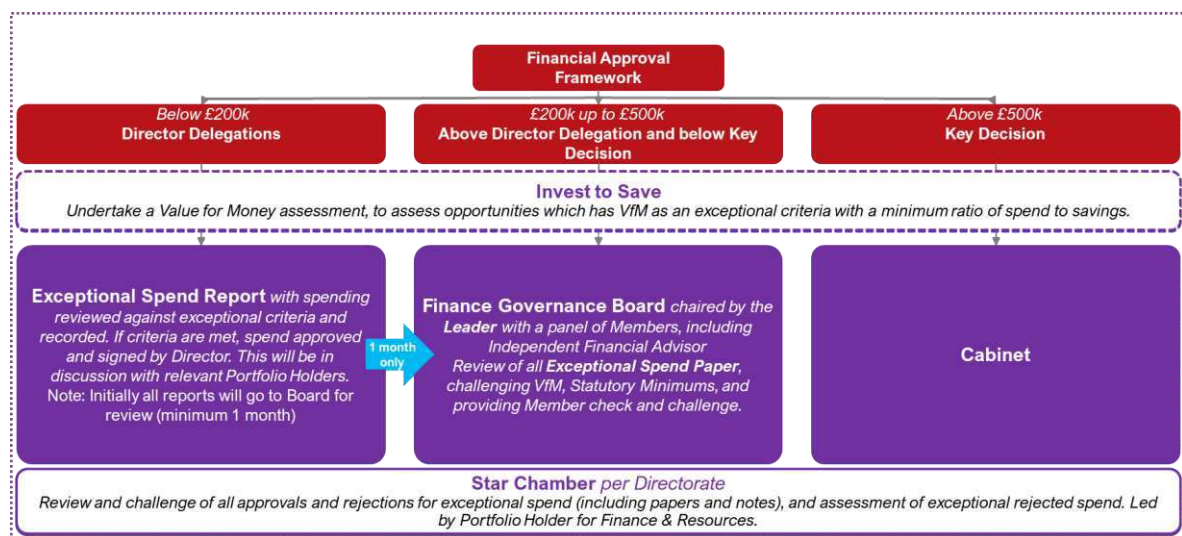 Financial Approval
Framework
Below £200k
Director Delegations
£200k up to £500k
Above Director Delegation and below Key
Decision
Above £500k
Key Decision
Invest to Save
Undertake a Value for Money assessment, to assess opportunities which has VfM as an exceptional criteria with a minimum ratio of spend to savings.
Exceptional Spend Report with spending
reviewed against exceptional criteria and
recorded. If criteria are met, spend approved
and signed by Director. This will be in
discussion with relevant Portfolio Holders.
Note: Initially all reports will go to Board for
review (minimum 1 month)
1 month
only
Finance Governance Board chaired by the
Leader with a panel of Members, including
Independent Financial Advisor
Review of all Exceptional Spend Paper,
challenging VfM, Statutory Minimums, and
providing Member check and challenge.
Cabinet
Star Chamber per Directorate
Review and challenge of all approvals and rejections for exceptional spend (including papers and notes), and assessment of exceptional rejected spend. Led
by Portfolio Holder for Finance & Resources.